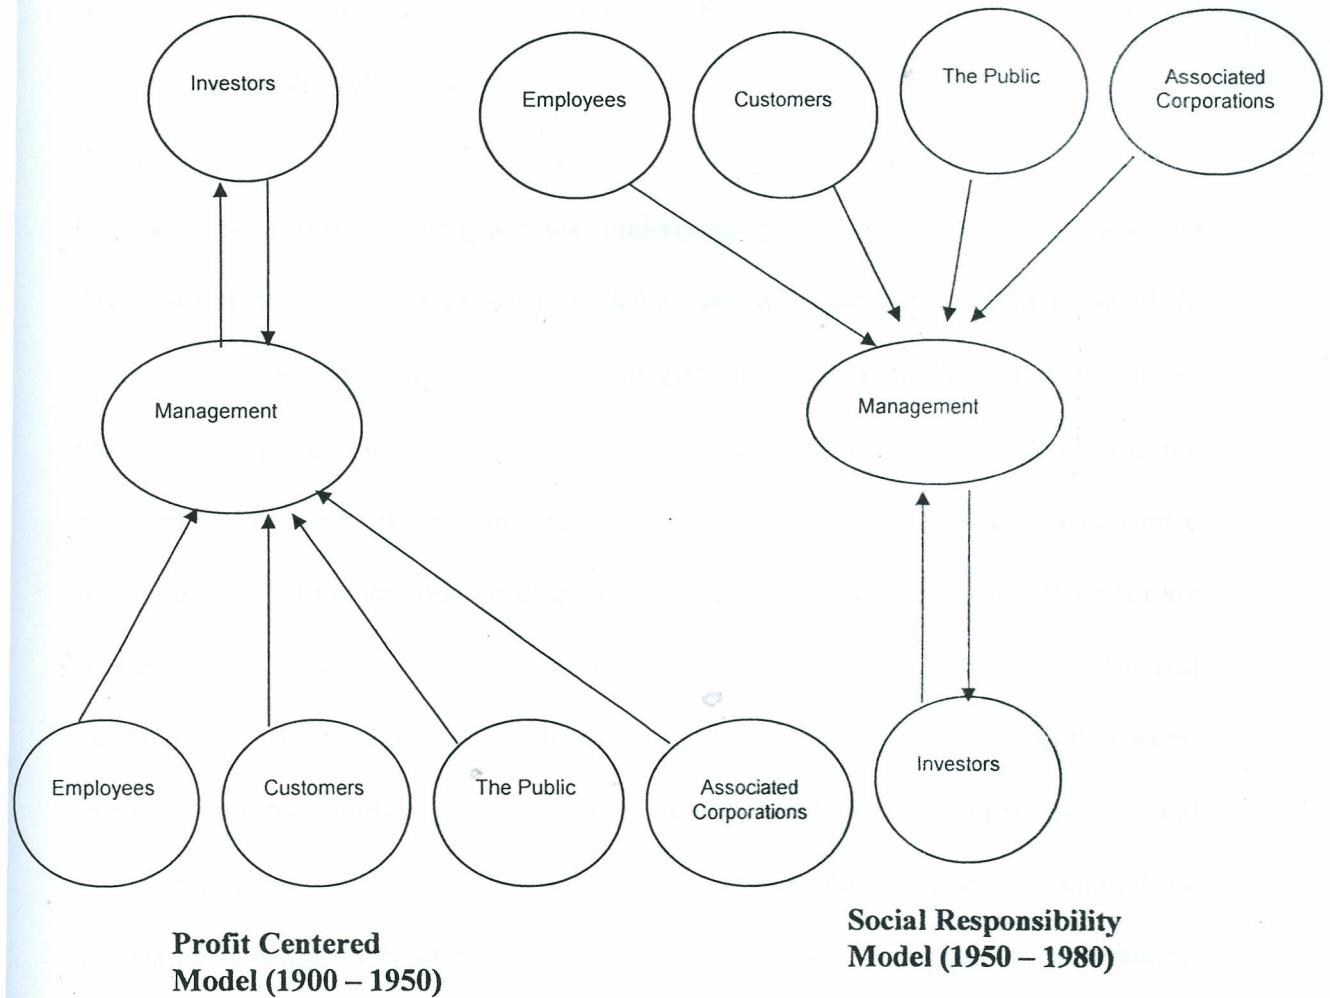 Investors
Management
Employees
Customers
The Public
Associated
Corporations
Profit Centered
Model (1900 – 1950)
Employees
Customers
The Public
Associated
Corporations
Management
Investors
Social Responsibility
Model (1950 – 1980)